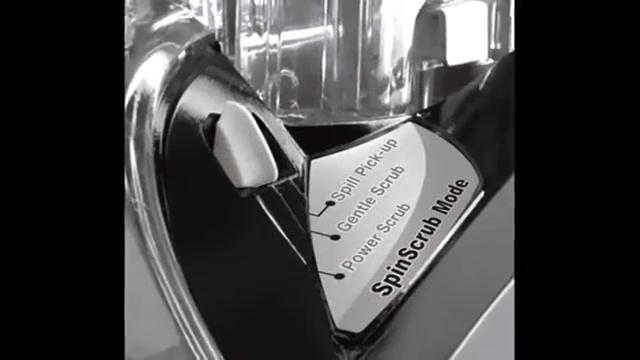 Spill Pick-up
Gentle Scrub
Power Scrub
SpinScrub Mode